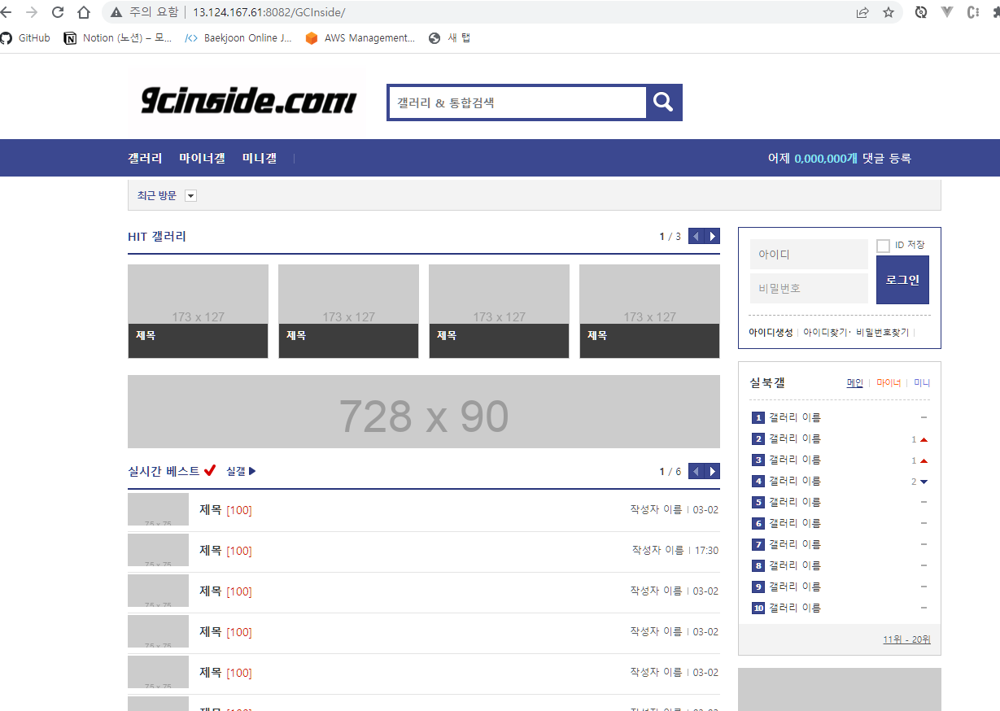 주의 요함 | 13.124.167.61:8082/GCInside/
GitHub Notion (노션) – 모... Baekjoon Online J... AWS Management... 새 탭
gcinside.com 갤러리 & 통합검색
갤러리 마이너갤 미니갤 어제 0,000,000개 댓글 등록
최근 방문
HIT 갤러리 1 / 3
173 x 127 173 x 127 173 x 127 173 x 127
제목 제목 제목 제목
728 x 90
실시간 베스트 실갤 1 / 6
75 x 75
제목 [100] 작성자 이름 03-02
75 x 75
제목 [100] 작성자 이름 17:30
75 x 75
제목 [100] 작성자 이름 03-02
75 x 75
제목 [100] 작성자 이름 03-02
75 x 75
제목 [100] 작성자 이름 03-02
아이디 ID 저장
비밀번호 로그인
아이디생성 아이디찾기· 비밀번호찾기
실북갤 메인 마이너 미니
1 갤러리 이름 –
2 갤러리 이름 1
3 갤러리 이름 1
4 갤러리 이름 2
5 갤러리 이름 –
6 갤러리 이름 –
7 갤러리 이름 –
8 갤러리 이름 –
9 갤러리 이름 –
10 갤러리 이름 –
11위 - 20위